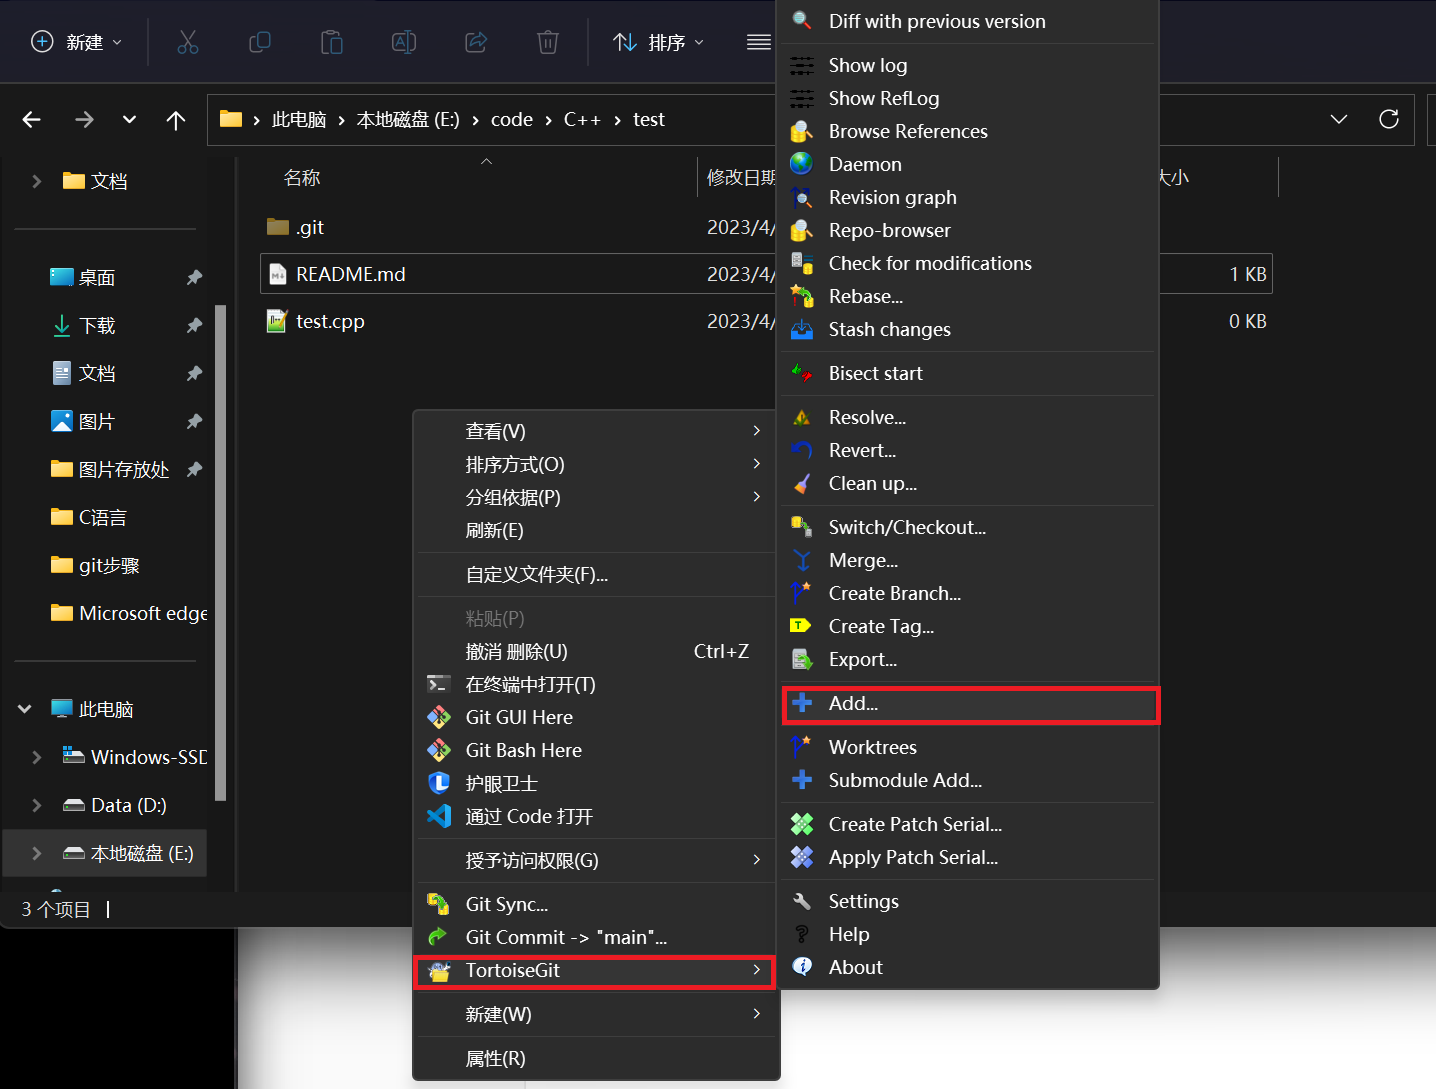 新建
排序
此电脑 本地磁盘 (E:) code C++ test
文档
桌面
下载
文档
图片
图片存放处
C语言
git步骤
Microsoft edge
此电脑
Windows-SSD
Data (D:)
本地磁盘 (E:)
3 个项目
名称 修改日期 大小
.git 2023/4/
README.md 2023/4/ 1 KB
test.cpp 2023/4/ 0 KB
查看(V)
排序方式(O)
分组依据(P)
刷新(E)
自定义文件夹(F)...
粘贴(P)
撤消 删除(U) Ctrl+Z
在终端中打开(T)
Git GUI Here
Git Bash Here
护眼卫士
通过 Code 打开
授予访问权限(G)
Git Sync...
Git Commit -> "main"...
TortoiseGit
新建(W)
属性(R)
Diff with previous version
Show log
Show RefLog
Browse References
Daemon
Revision graph
Repo-browser
Check for modifications
Rebase...
Stash changes
Bisect start
Resolve...
Revert...
Clean up...
Switch/Checkout...
Merge...
Create Branch...
Create Tag...
Export...
Add...
Worktrees
Submodule Add...
Create Patch Serial...
Apply Patch Serial...
Settings
Help
About